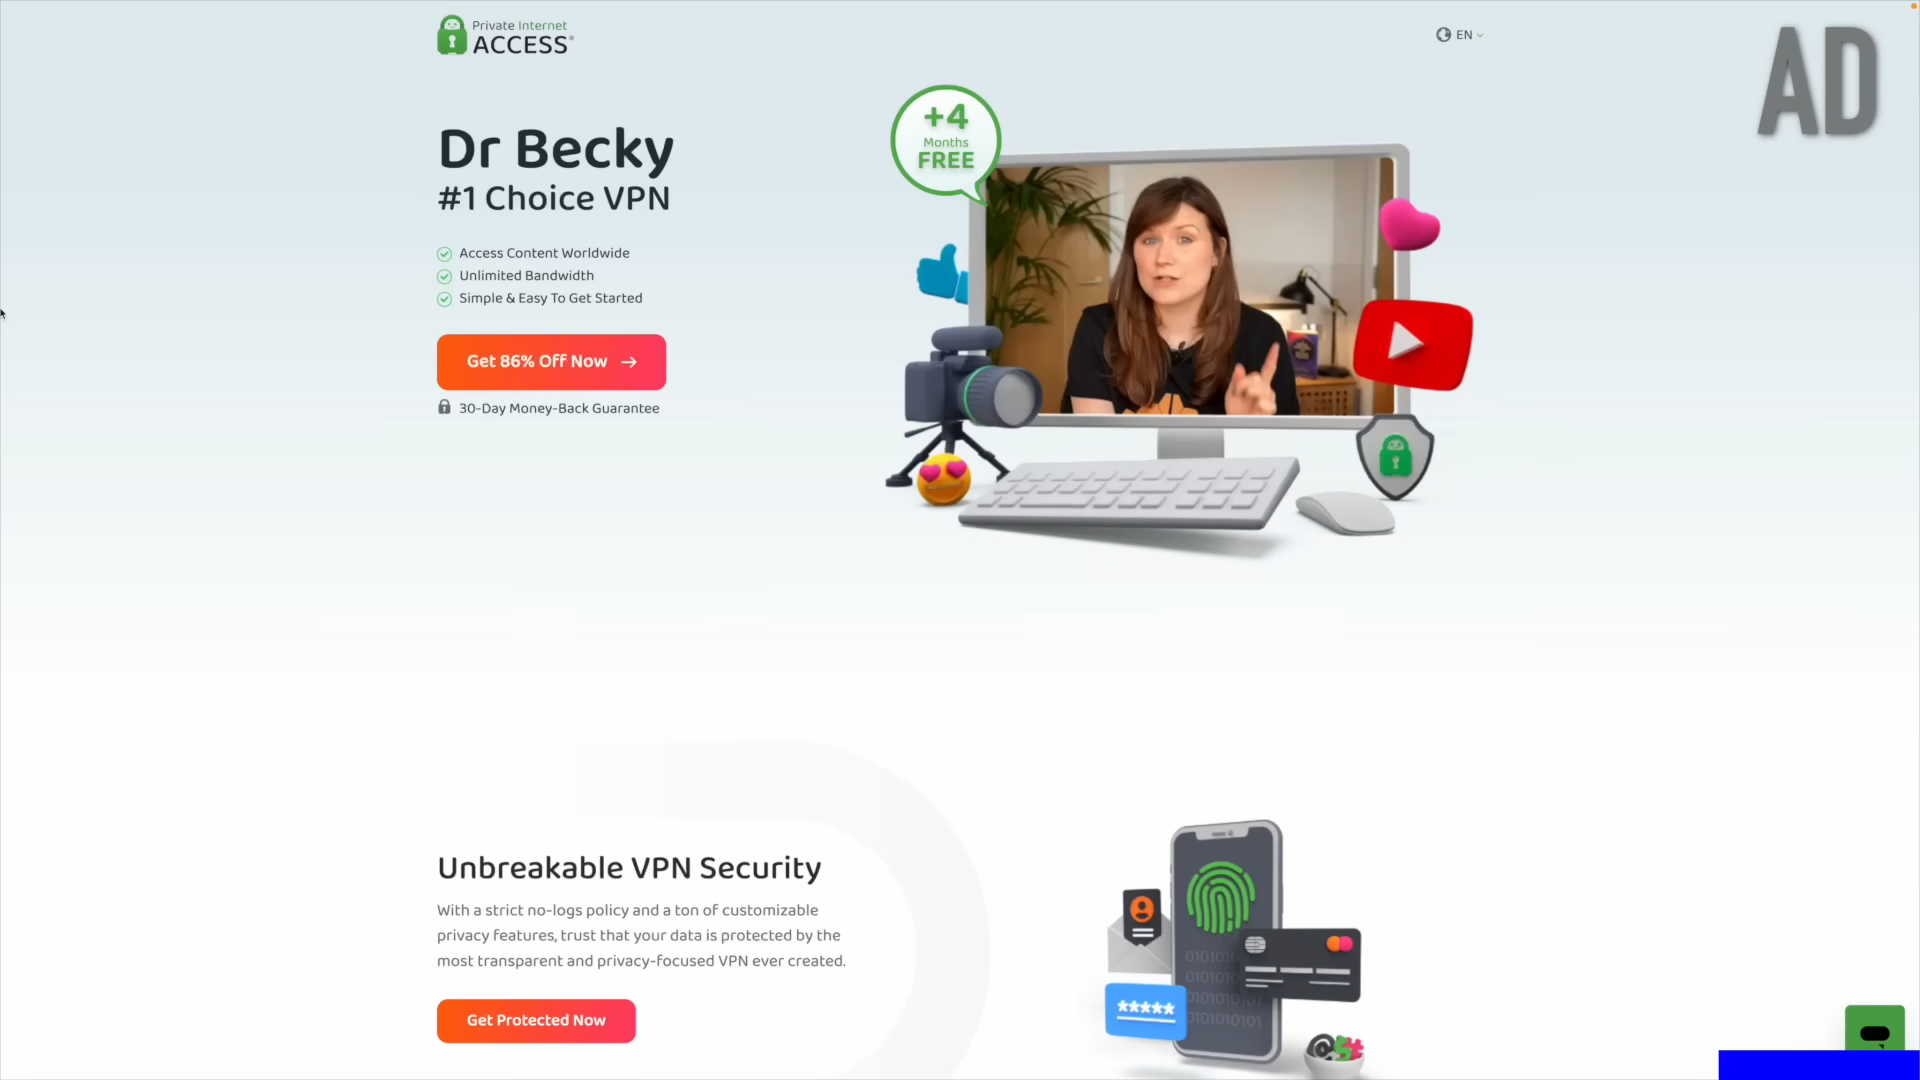 Private Internet
ACCESS®
EN
AD
Dr Becky
#1 Choice VPN
Access Content Worldwide
Unlimited Bandwidth
Simple & Easy To Get Started
Get 86% Off Now
30-Day Money-Back Guarantee
+4
Months
FREE
Unbreakable VPN Security
With a strict no-logs policy and a ton of customizable
privacy features, trust that your data is protected by the
most transparent and privacy-focused VPN ever created.
Get Protected Now
*****